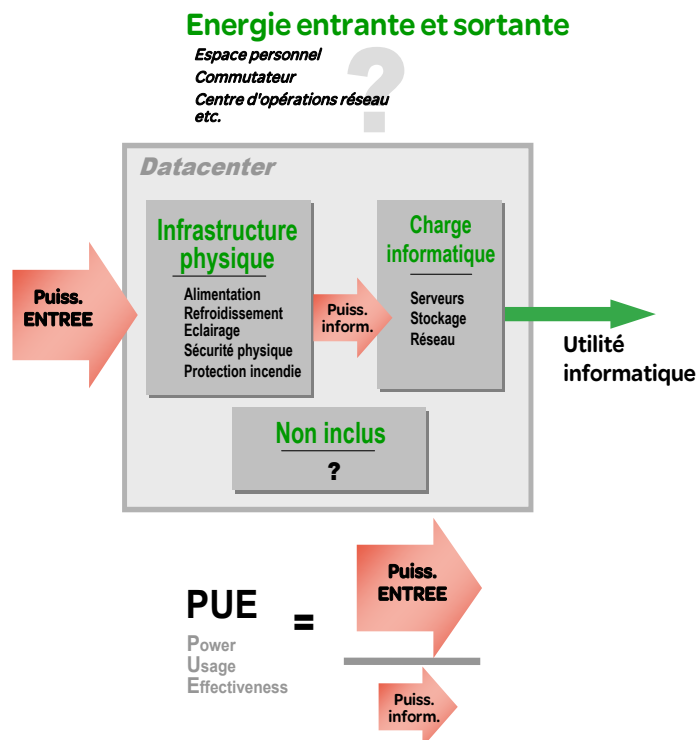 Energie entrante et sortante
Espace personnel
Commutateur
Centre d'opérations réseau
etc.
?
Datacenter
Infrastructure
physique
Alimentation
Refroidissement
Eclairage
Sécurité physique
Protection incendie
Charge
informatique
Serveurs
Stockage
Réseau
Puiss.
ENTREE
Puiss.
inform.
Utilité
informatique
Non inclus
?
PUE
Power
Usage
Effectiveness
=
Puiss.
ENTREE
Puiss.
inform.